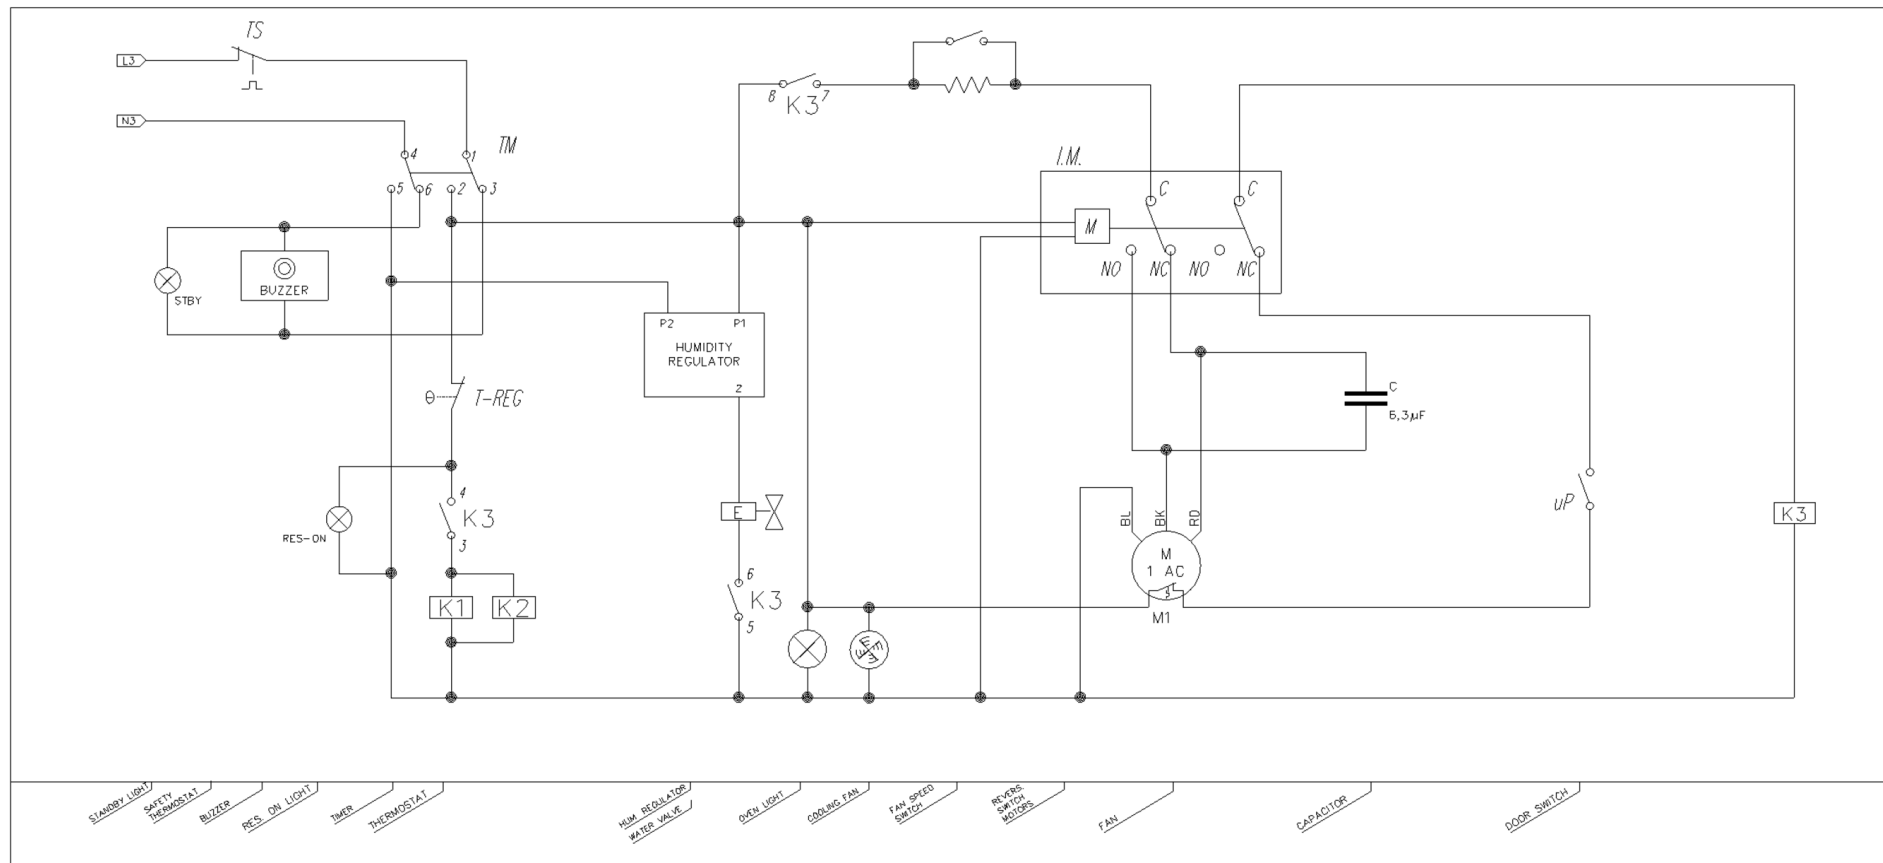 TS
L3
8
K3
7
N3
4
1
TM
I.M.
5
6
2
3
C
C
M
NO
NC
NO
NC
BUZZER
STBY
P2
P1
HUMIDITY
REGULATOR
2
θ
T-REG
C
6,3µF
4
K3
3
RES-ON
E
uP
K3
BL
BK
RD
M
1 AC
M1
6
K3
5
K1
K2
STANDBY LIGHT
SAFETY
THERMOSTAT
BUZZER
RES. ON LIGHT
TIMER
THERMOSTAT
HUM REGULATOR
WATER VALVE
OVEN LIGHT
COOLING FAN
FAN SPEED
SWITCH
REVERS.
SWITCH
MOTORS
FAN
CAPACITOR
DOOR SWITCH